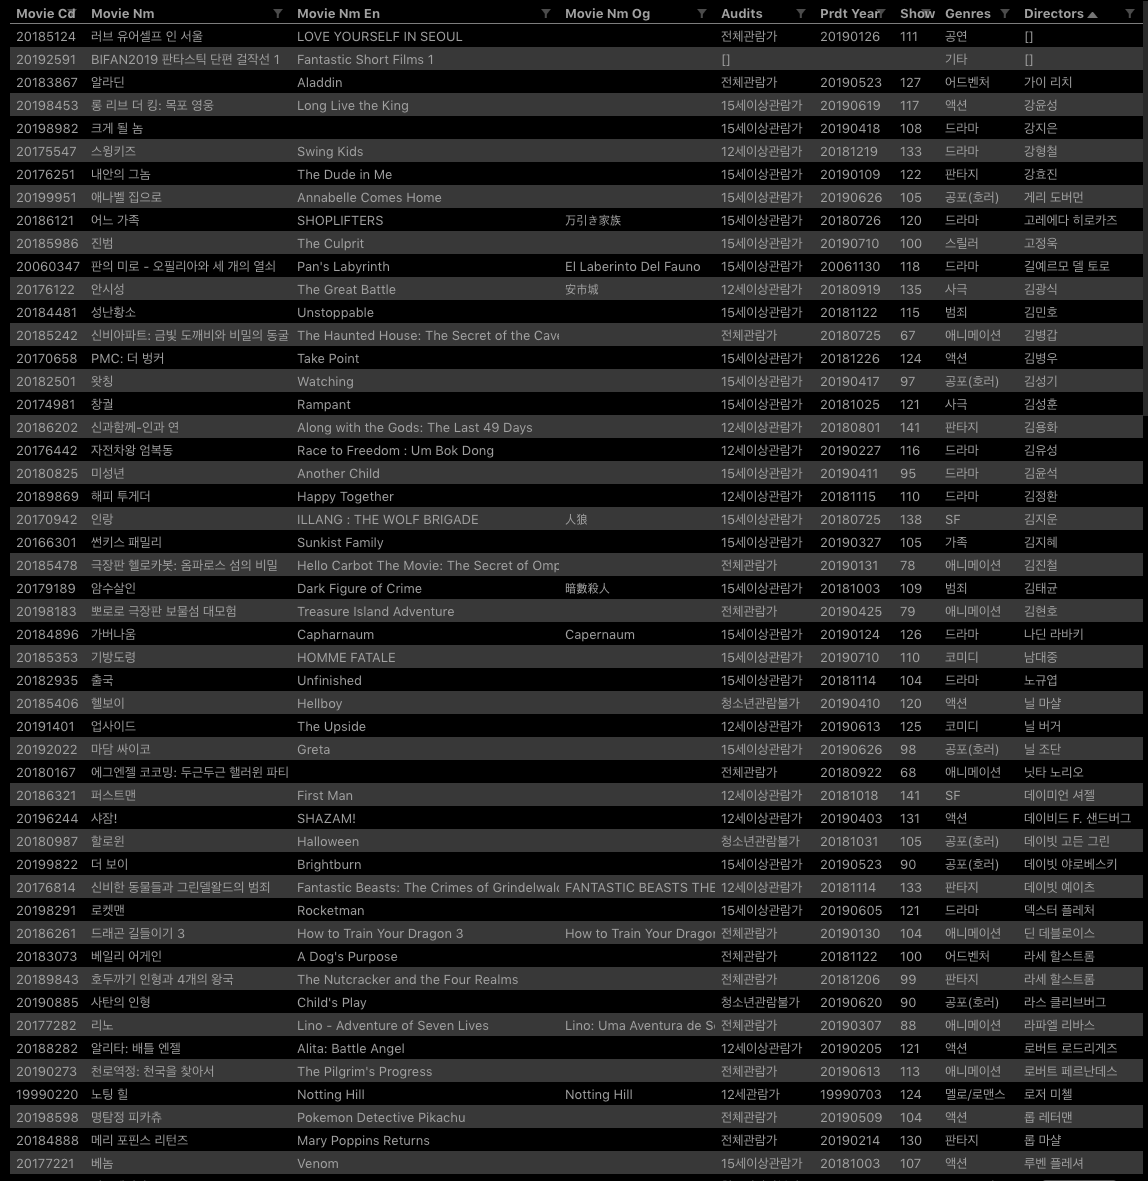 Movie Cd Movie Nm Movie Nm En Movie Nm Og Audits Prdt Year Show Genres Directors
20185124 러브 유어셀프 인 서울 LOVE YOURSELF IN SEOUL 전체관람가 20190126 111 공연 []
20192591 BIFAN2019 판타스틱 단편 걸작선 1 Fantastic Short Films 1 [] 기타 []
20183867 알라딘 Aladdin 전체관람가 20190523 127 어드벤처 가이 리치
20198453 롱 리브 더 킹: 목포 영웅 Long Live the King 15세이상관람가 20190619 117 액션 강윤성
20198982 크게 될 놈 15세이상관람가 20190418 108 드라마 강지은
20175547 스윙키즈 Swing Kids 12세이상관람가 20181219 133 드라마 강형철
20176251 내안의 그놈 The Dude in Me 15세이상관람가 20190109 122 판타지 강효진
20199951 애나벨 집으로 Annabelle Comes Home 15세이상관람가 20190626 105 공포(호러) 게리 도버먼
20186121 어느 가족 SHOPLIFTERS 万引き家族 15세이상관람가 20180726 120 드라마 고레에다 히로카즈
20185986 진범 The Culprit 15세이상관람가 20190710 100 스릴러 고정욱
20060347 판의 미로 - 오필리아와 세 개의 열쇠 Pan's Labyrinth El Laberinto Del Fauno 15세이상관람가 20061130 118 드라마 길예르모 델 토로
20176122 안시성 The Great Battle 安市城 12세이상관람가 20180919 135 사극 김광식
20184481 성난황소 Unstoppable 15세이상관람가 20181122 115 범죄 김민호
20185242 신비아파트: 금빛 도깨비와 비밀의 동굴 The Haunted House: The Secret of the Cave 전체관람가 20180725 67 애니메이션 김병갑
20170658 PMC: 더 벙커 Take Point 15세이상관람가 20181226 124 액션 김병우
20182501 왓칭 Watching 15세이상관람가 20190417 97 공포(호러) 김성기
20174981 창궐 Rampant 15세이상관람가 20181025 121 사극 김성훈
20186202 신과함께-인과 연 Along with the Gods: The Last 49 Days 12세이상관람가 20180801 141 판타지 김용화
20176442 자전차왕 엄복동 Race to Freedom : Um Bok Dong 12세이상관람가 20190227 116 드라마 김유성
20180825 미성년 Another Child 15세이상관람가 20190411 95 드라마 김윤석
20189869 해피 투게더 Happy Together 12세이상관람가 20181115 110 드라마 김정환
20170942 인랑 ILLANG : THE WOLF BRIGADE 人狼 15세이상관람가 20180725 138 SF 김지운
20166301 썬키스 패밀리 Sunkist Family 15세이상관람가 20190327 105 가족 김지혜
20185478 극장판 헬로카봇: 옴파로스 섬의 비밀 Hello Carbot The Movie: The Secret of Omp 전체관람가 20190131 78 애니메이션 김진철
20179189 암수살인 Dark Figure of Crime 暗數殺人 15세이상관람가 20181003 109 범죄 김태균
20198183 뽀로로 극장판 보물섬 대모험 Treasure Island Adventure 전체관람가 20190425 79 애니메이션 김현호
20184896 가버나움 Capharnaum Capernaum 15세이상관람가 20190124 126 드라마 나딘 라바키
20185353 기방도령 HOMME FATALE 15세이상관람가 20190710 110 코미디 남대중
20182935 출국 Unfinished 15세이상관람가 20181114 104 드라마 노규엽
20185406 헬보이 Hellboy 청소년관람불가 20190410 120 액션 닐 마샬
20191401 업사이드 The Upside 12세이상관람가 20190613 125 코미디 닐 버거
20192022 마담 싸이코 Greta 15세이상관람가 20190626 98 공포(호러) 닐 조단
20180167 에그엔젤 코코밍: 두근두근 핼러윈 파티 전체관람가 20180922 68 애니메이션 닛타 노리오
20186321 퍼스트맨 First Man 12세이상관람가 20181018 141 SF 데이미언 셔젤
20196244 샤잠! SHAZAM! 12세이상관람가 20190403 131 액션 데이비드 F. 샌드버그
20180987 할로윈 Halloween 청소년관람불가 20181031 105 공포(호러) 데이빗 고든 그린
20199822 더 보이 Brightburn 15세이상관람가 20190523 90 공포(호러) 데이빗 야로베스키
20176814 신비한 동물들과 그린델왈드의 범죄 Fantastic Beasts: The Crimes of Grindelwald FANTASTIC BEASTS THE 12세이상관람가 20181114 133 판타지 데이빗 예이츠
20198291 로켓맨 Rocketman 15세이상관람가 20190605 121 드라마 덱스터 플레처
20186261 드래곤 길들이기 3 How to Train Your Dragon 3 How to Train Your Dragon 전체관람가 20190130 104 애니메이션 딘 데블로이스
20183073 베일리 어게인 A Dog's Purpose 전체관람가 20181122 100 어드벤처 라세 할스트롬
20189843 호두까기 인형과 4개의 왕국 The Nutcracker and the Four Realms 전체관람가 20181206 99 판타지 라세 할스트롬
20190885 사탄의 인형 Child's Play 청소년관람불가 20190620 90 공포(호러) 라스 클리브버그
20177282 리노 Lino - Adventure of Seven Lives Lino: Uma Aventura de S 전체관람가 20190307 88 애니메이션 라파엘 리바스
20188282 알리타: 배틀 엔젤 Alita: Battle Angel 12세이상관람가 20190205 121 액션 로버트 로드리게즈
20190273 천로역정: 천국을 찾아서 The Pilgrim's Progress 전체관람가 20190613 113 애니메이션 로버트 페르난데스
19990220 노팅 힐 Notting Hill Notting Hill 12세관람가 19990703 124 멜로/로맨스 로저 미첼
20198598 명탐정 피카츄 Pokemon Detective Pikachu 전체관람가 20190509 104 액션 롭 레터맨
20184888 메리 포핀스 리턴즈 Mary Poppins Returns 전체관람가 20190214 130 판타지 롭 마샬
20177221 베놈 Venom 15세이상관람가 20181003 107 액션 루벤 플레셔